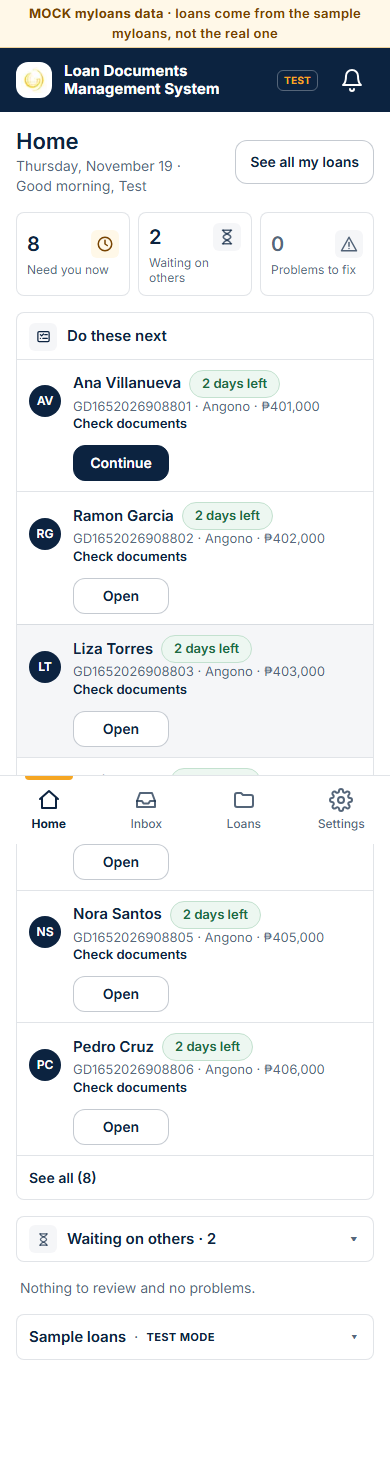 MOCK myloans data · loans come from the sample
myloans, not the real one
Loan Documents
Management System
TEST
Home
Thursday, November 19 ·
Good morning, Test
See all my loans
8
Need you now
2
Waiting on
others
0
Problems to fix
Do these next
AV
Ana Villanueva
2 days left
GD1652026908801 · Angono · ₱401,000
Check documents
Continue
RG
Ramon Garcia
2 days left
GD1652026908802 · Angono · ₱402,000
Check documents
Open
LT
Liza Torres
2 days left
GD1652026908803 · Angono · ₱403,000
Check documents
Open
Home
Inbox
Loans
Settings
Open
NS
Nora Santos
2 days left
GD1652026908805 · Angono · ₱405,000
Check documents
Open
PC
Pedro Cruz
2 days left
GD1652026908806 · Angono · ₱406,000
Check documents
Open
See all (8)
Waiting on others · 2
Nothing to review and no problems.
Sample loans · TEST MODE